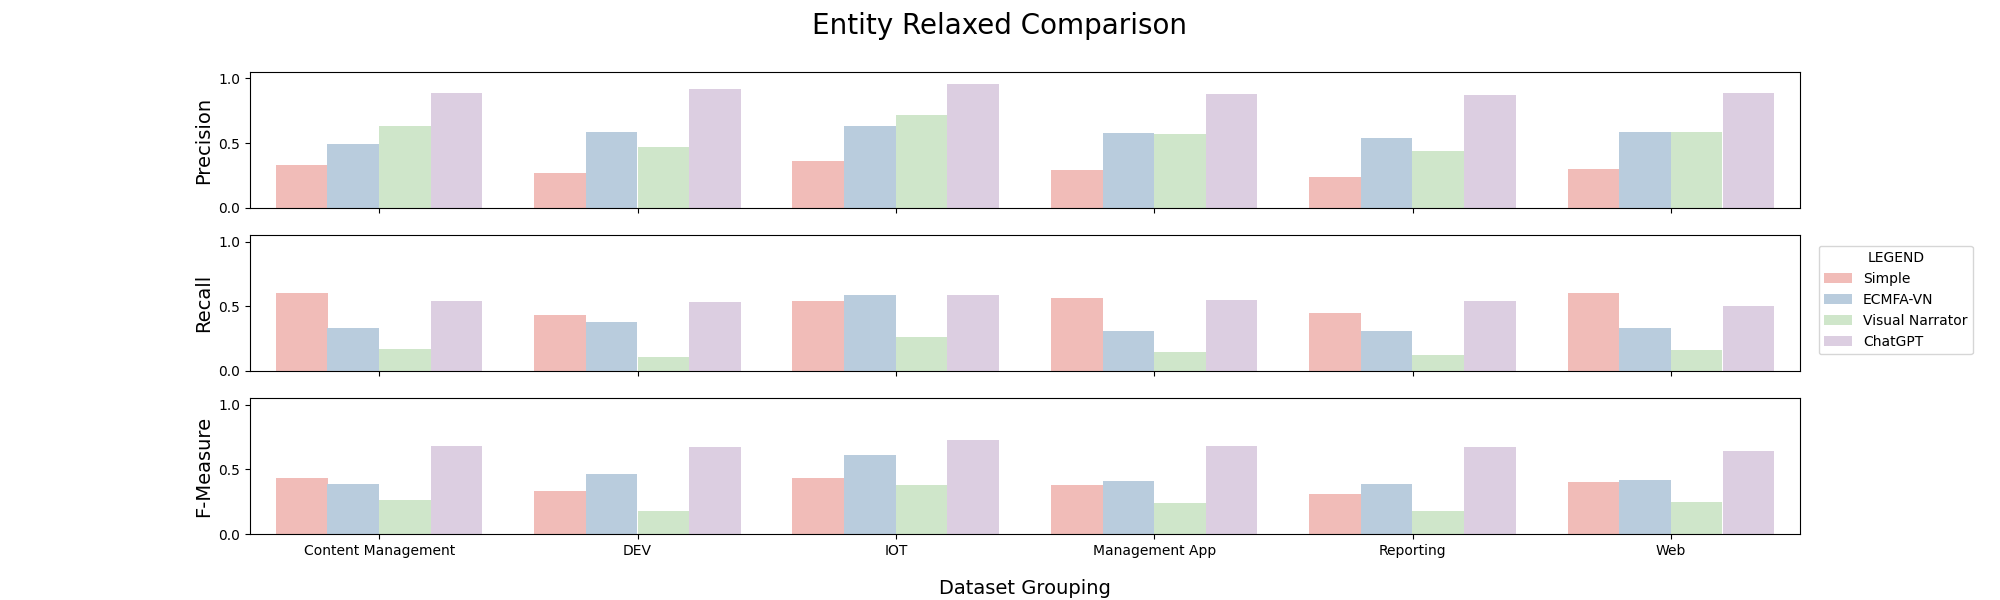 Entity Relaxed Comparison
Precision
1.0
0.5
0.0
Recall
1.0
0.5
0.0
F-Measure
1.0
0.5
0.0
Content Management
DEV
IOT
Management App
Reporting
Web
Dataset Grouping
LEGEND
Simple
ECMFA-VN
Visual Narrator
ChatGPT